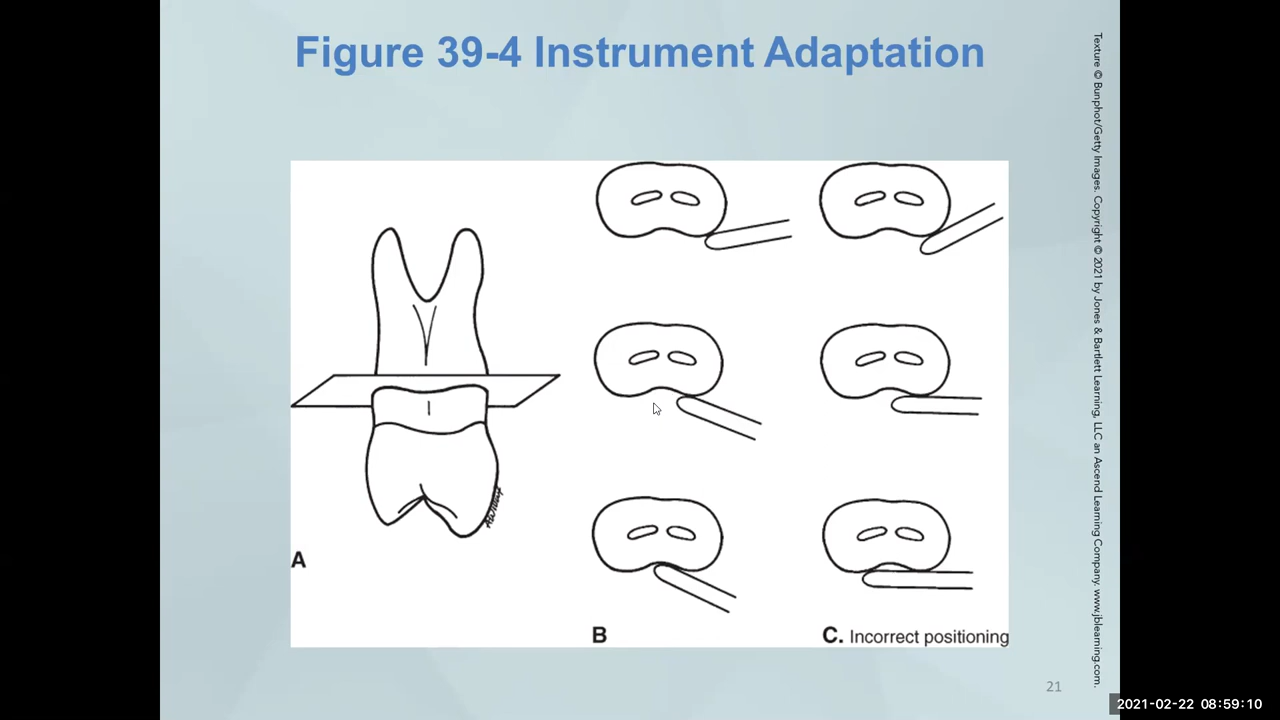 Figure 39-4 Instrument Adaptation
A
B
C. Incorrect positioning
Texture © Bunphot/Getty Images. Copyright © 2021 by Jones & Bartlett Learning, LLC an Ascend Learning Company. www.jblearning.com.
21
2021-02-22 08:59:10